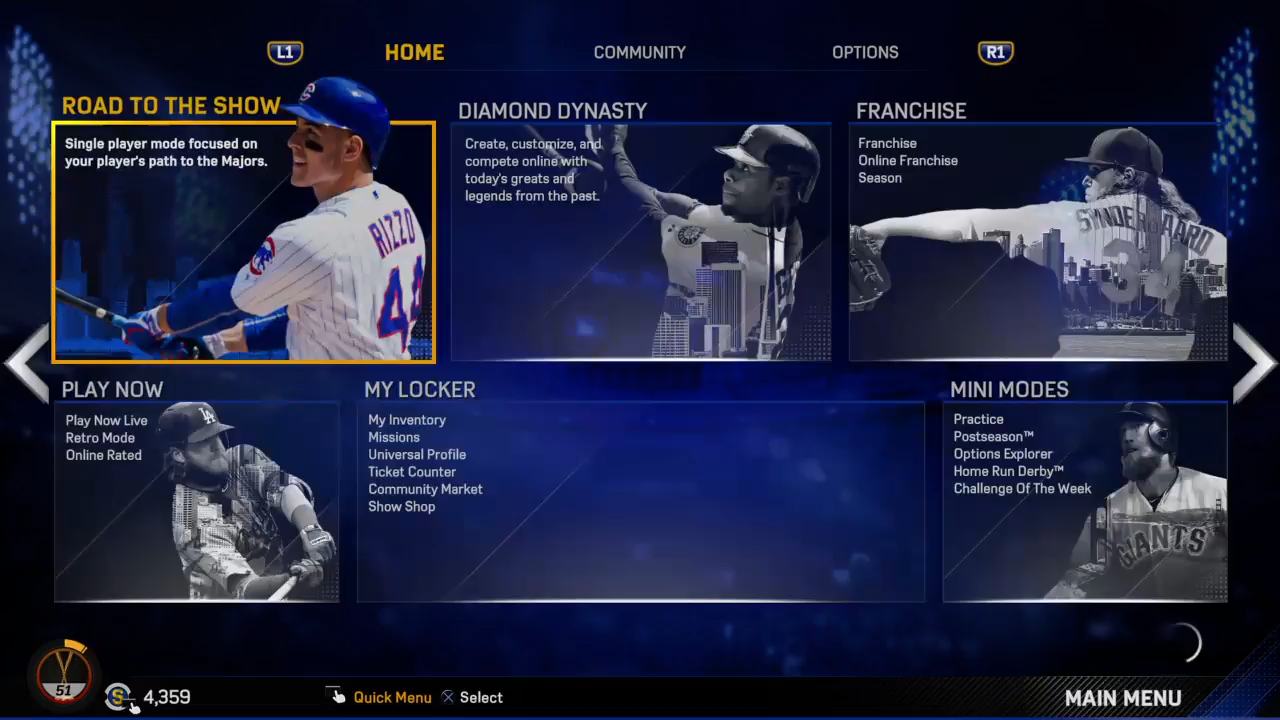 L1
HOME
COMMUNITY
OPTIONS
R1
ROAD TO THE SHOW
Single player mode focused on
your player's path to the Majors.
RIZZO
44
DIAMOND DYNASTY
Create, customize, and
compete online with
today's greats and
legends from the past.
FRANCHISE
Franchise
Online Franchise
Season
SYNDERGAARD
34
PLAY NOW
Play Now Live
Retro Mode
Online Rated
LA
MY LOCKER
My Inventory
Missions
Universal Profile
Ticket Counter
Community Market
Show Shop
MINI MODES
Practice
Postseason™
Options Explorer
Home Run Derby™
Challenge Of The Week
GIANTS
51
S
4,359
Quick Menu
Select
MAIN MENU